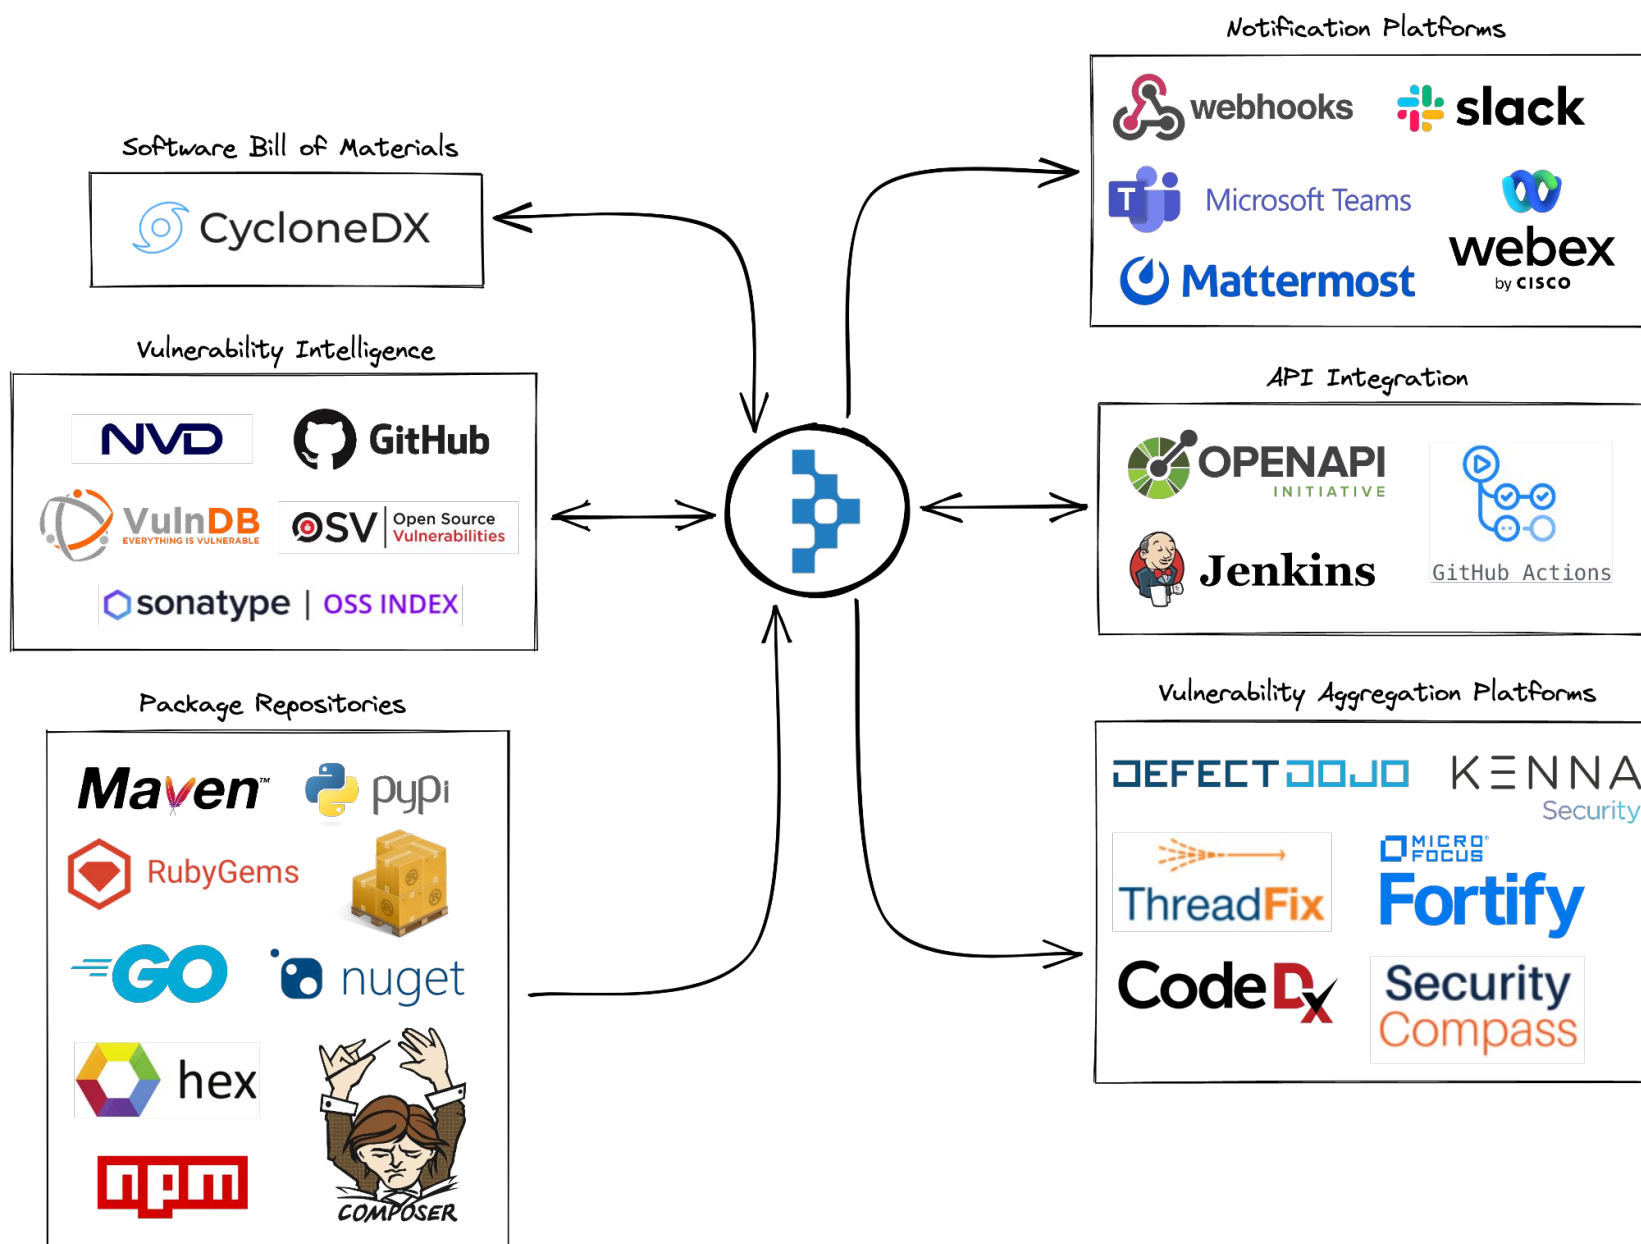 Software Bill of Materials
CycloneDX
Vulnerability Intelligence
NVD
GitHub
VulnDB
EVERYTHING IS VULNERABLE
OSV
Open Source
Vulnerabilities
sonatype | OSS INDEX
Package Repositories
Maven™
pypi
RubyGems
GO
nuget
hex
npm
COMPOSER
Notification Platforms
webhooks
slack
T
Microsoft Teams
webex
by CISCO
Mattermost
API Integration
OPENAPI
INITIATIVE
Jenkins
GitHub Actions
Vulnerability Aggregation Platforms
DEFECTDOJO
KENNA
Security
ThreadFix
MICRO®
FOCUS
Fortify
Code Dx
Security
Compass